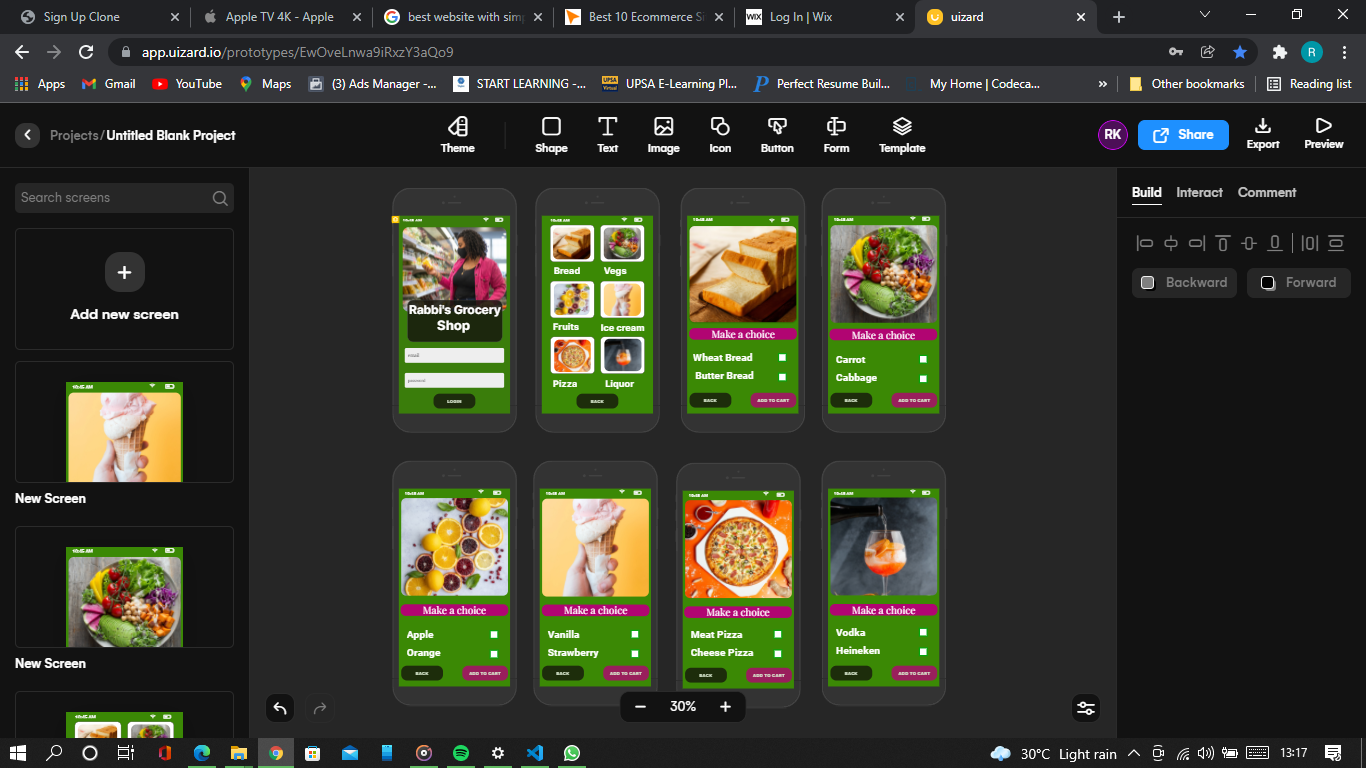 Sign Up Clone
Apple TV 4K - Apple
best website with sim
Best 10 Ecommerce Si
WIX Log In | Wix
uizard
app.uizard.io/prototypes/EwOveLnwa9iRxzY3aQo9
R
Apps
Gmail
YouTube
Maps
(3) Ads Manager -...
START LEARNING -...
UPSA E-Learning Pl...
Perfect Resume Buil...
My Home | Codeca...
»
Other bookmarks
Reading list
Projects/Untitled Blank Project
Theme
Shape
Text
Image
Icon
Button
Form
Template
RK
Share
Export
Preview
Search screens
Add new screen
10:45 AM
New Screen
10:45 AM
New Screen
10:45 AM
10:45 AM
Rabbi's Grocery
Shop
email
password
LOGIN
10:45 AM
Bread
Vegs
Fruits
Ice cream
Pizza
Liquor
BACK
10:45 AM
Make a choice
Wheat Bread
Butter Bread
BACK
ADD TO CART
10:45 AM
Make a choice
Carrot
Cabbage
BACK
ADD TO CART
10:45 AM
Make a choice
Apple
Orange
BACK
ADD TO CART
10:45 AM
Make a choice
Vanilla
Strawberry
BACK
ADD TO CART
10:45 AM
Make a choice
Meat Pizza
Cheese Pizza
BACK
ADD TO CART
10:45 AM
Make a choice
Vodka
Heineken
BACK
ADD TO CART
30%
Build
Interact
Comment
Backward
Forward
30°C Light rain
13:17